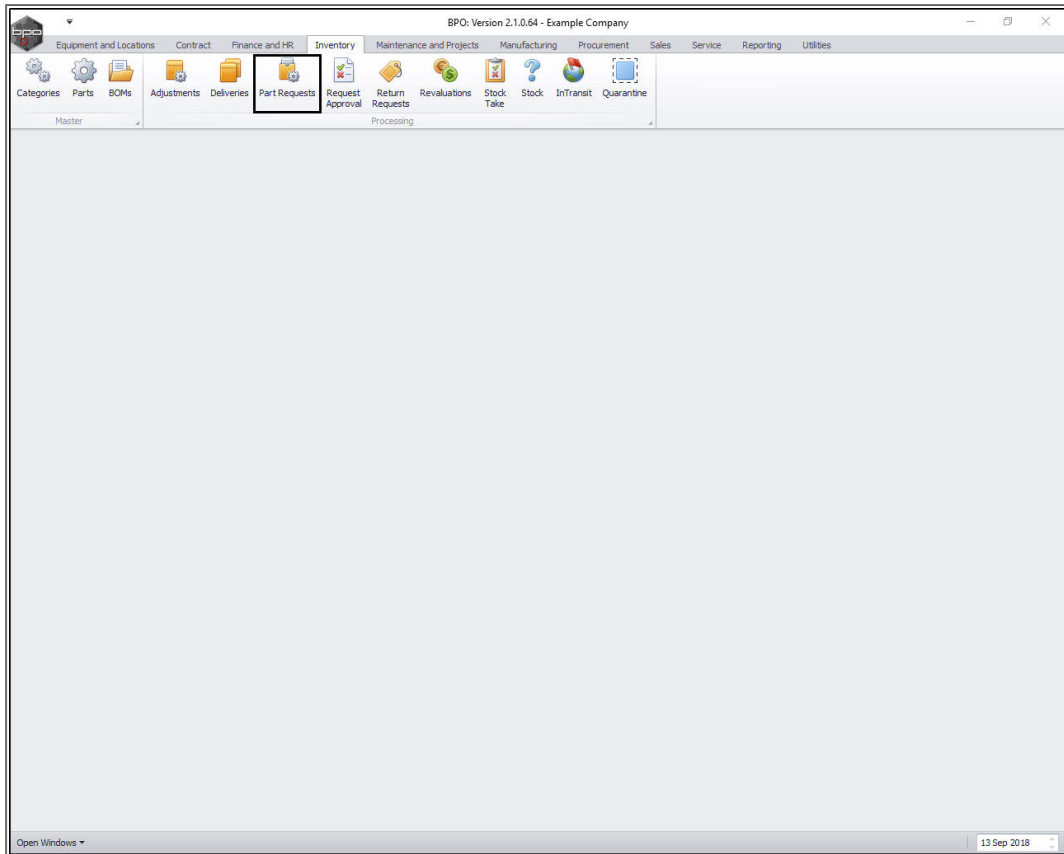 BPO: Version 2.1.0.64 - Example Company
bpo
Equipment and Locations Contract Finance and HR Inventory Maintenance and Projects Manufacturing Procurement Sales Service Reporting Utilities
Categories Parts BOMs Adjustments Deliveries Part Requests Request Approval Return Requests Revaluations Stock Take Stock InTransit Quarantine
Master Processing
Open Windows 13 Sep 2018